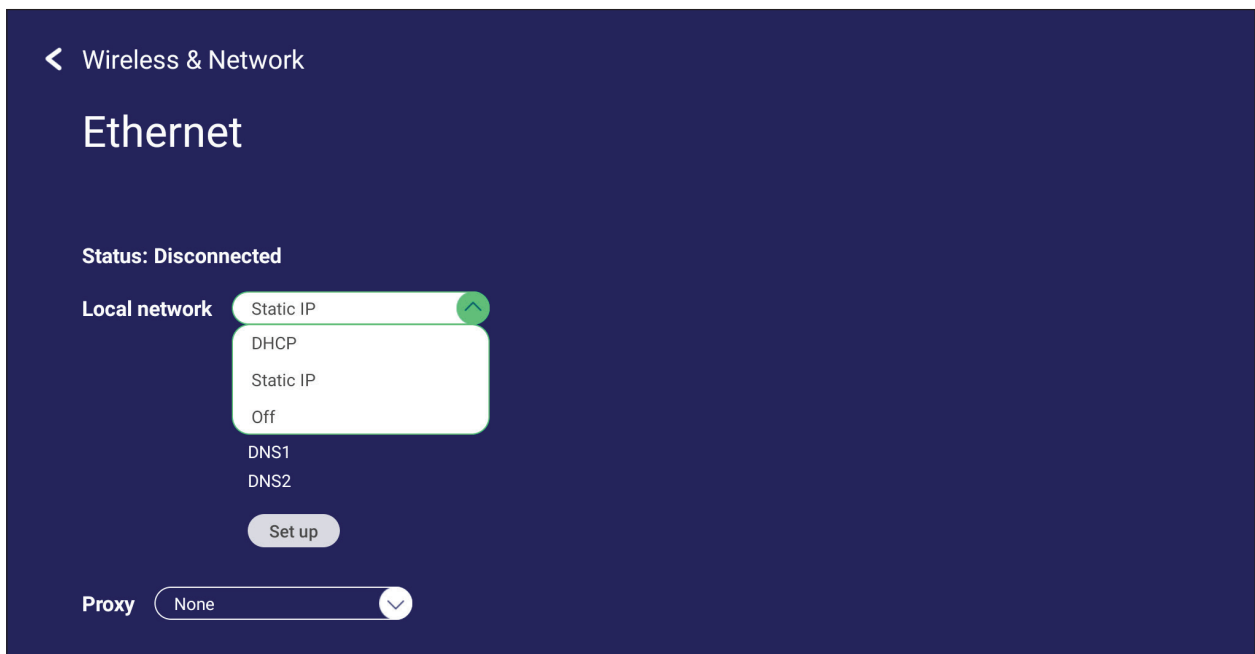 Wireless & Network
Ethernet
Status: Disconnected
Local network Static IP
DHCP
Static IP
Off
DNS1
DNS2
Set up
Proxy None